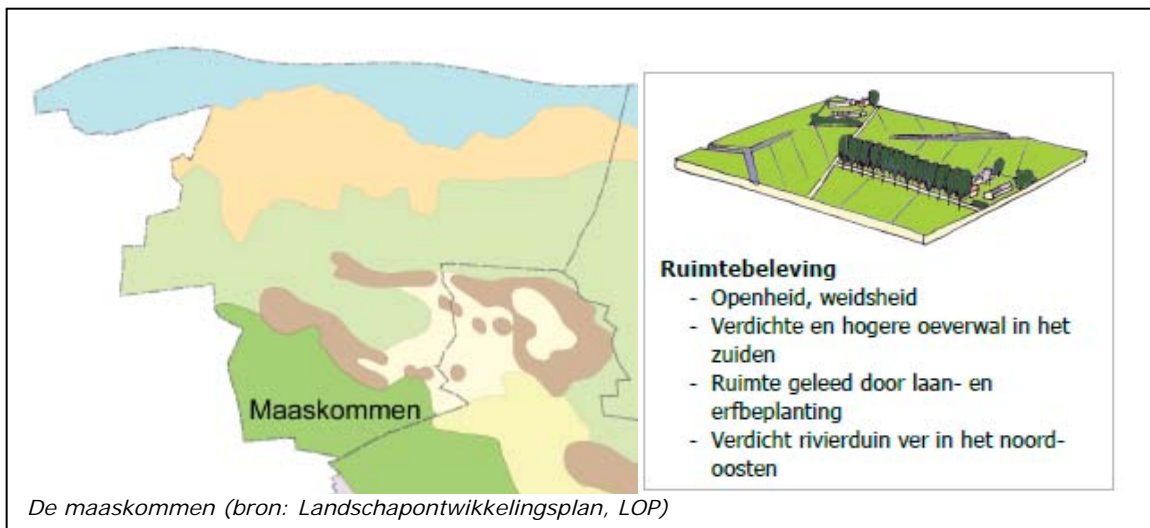 Maaskommen
Ruimtebeleving
- Openheid, weidsheid
- Verdichte en hogere oeverwal in het
zuiden
- Ruimte geleed door laan- en
erfbeplanting
- Verdicht rivierduin ver in het noord-
oosten
De maaskommen (bron: Landschapontwikkelingsplan, LOP)